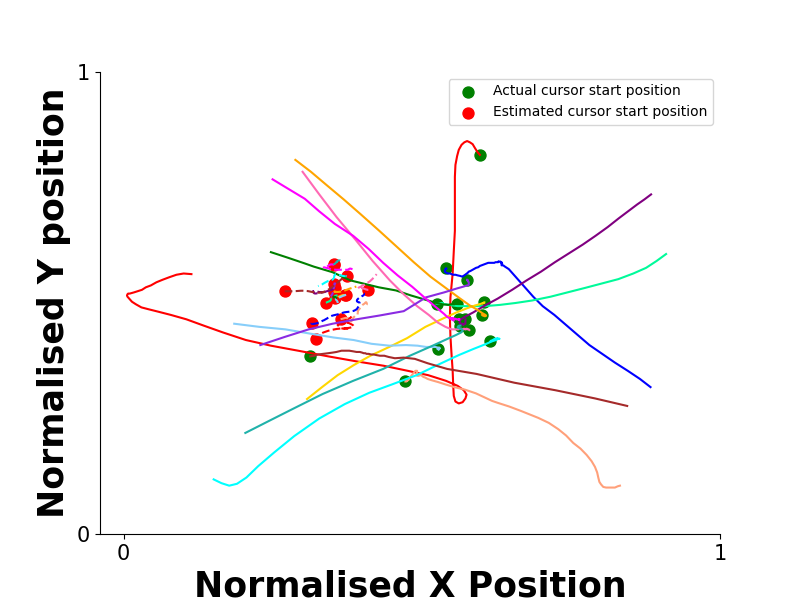 1
Actual cursor start position
Estimated cursor start position
Normalised Y position
0
0
1
Normalised X Position